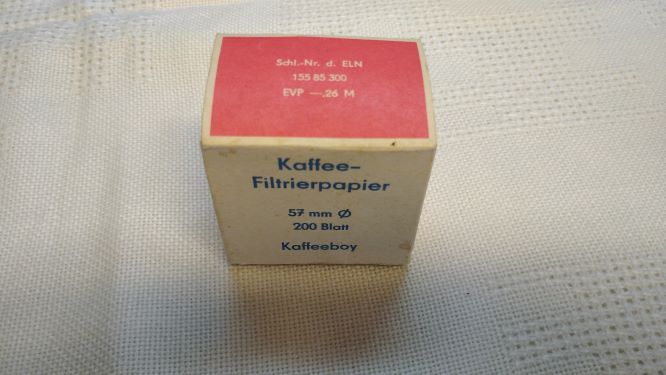 Schl.-Nr. d. ELN
155 85 300
EVP —,26 M
Kaffee-
Filtrierpapier
57 mm Ø
200 Blatt
Kaffeeboy